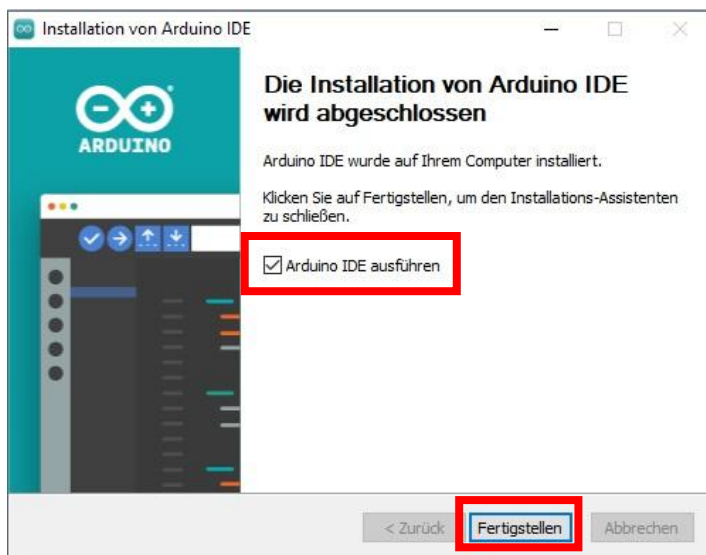 Installation von Arduino IDE
ARDUINO
Die Installation von Arduino IDE
wird abgeschlossen
Arduino IDE wurde auf Ihrem Computer installiert.
Klicken Sie auf Fertigstellen, um den Installations-Assistenten
zu schließen.
Arduino IDE ausführen
< Zurück Fertigstellen Abbrechen